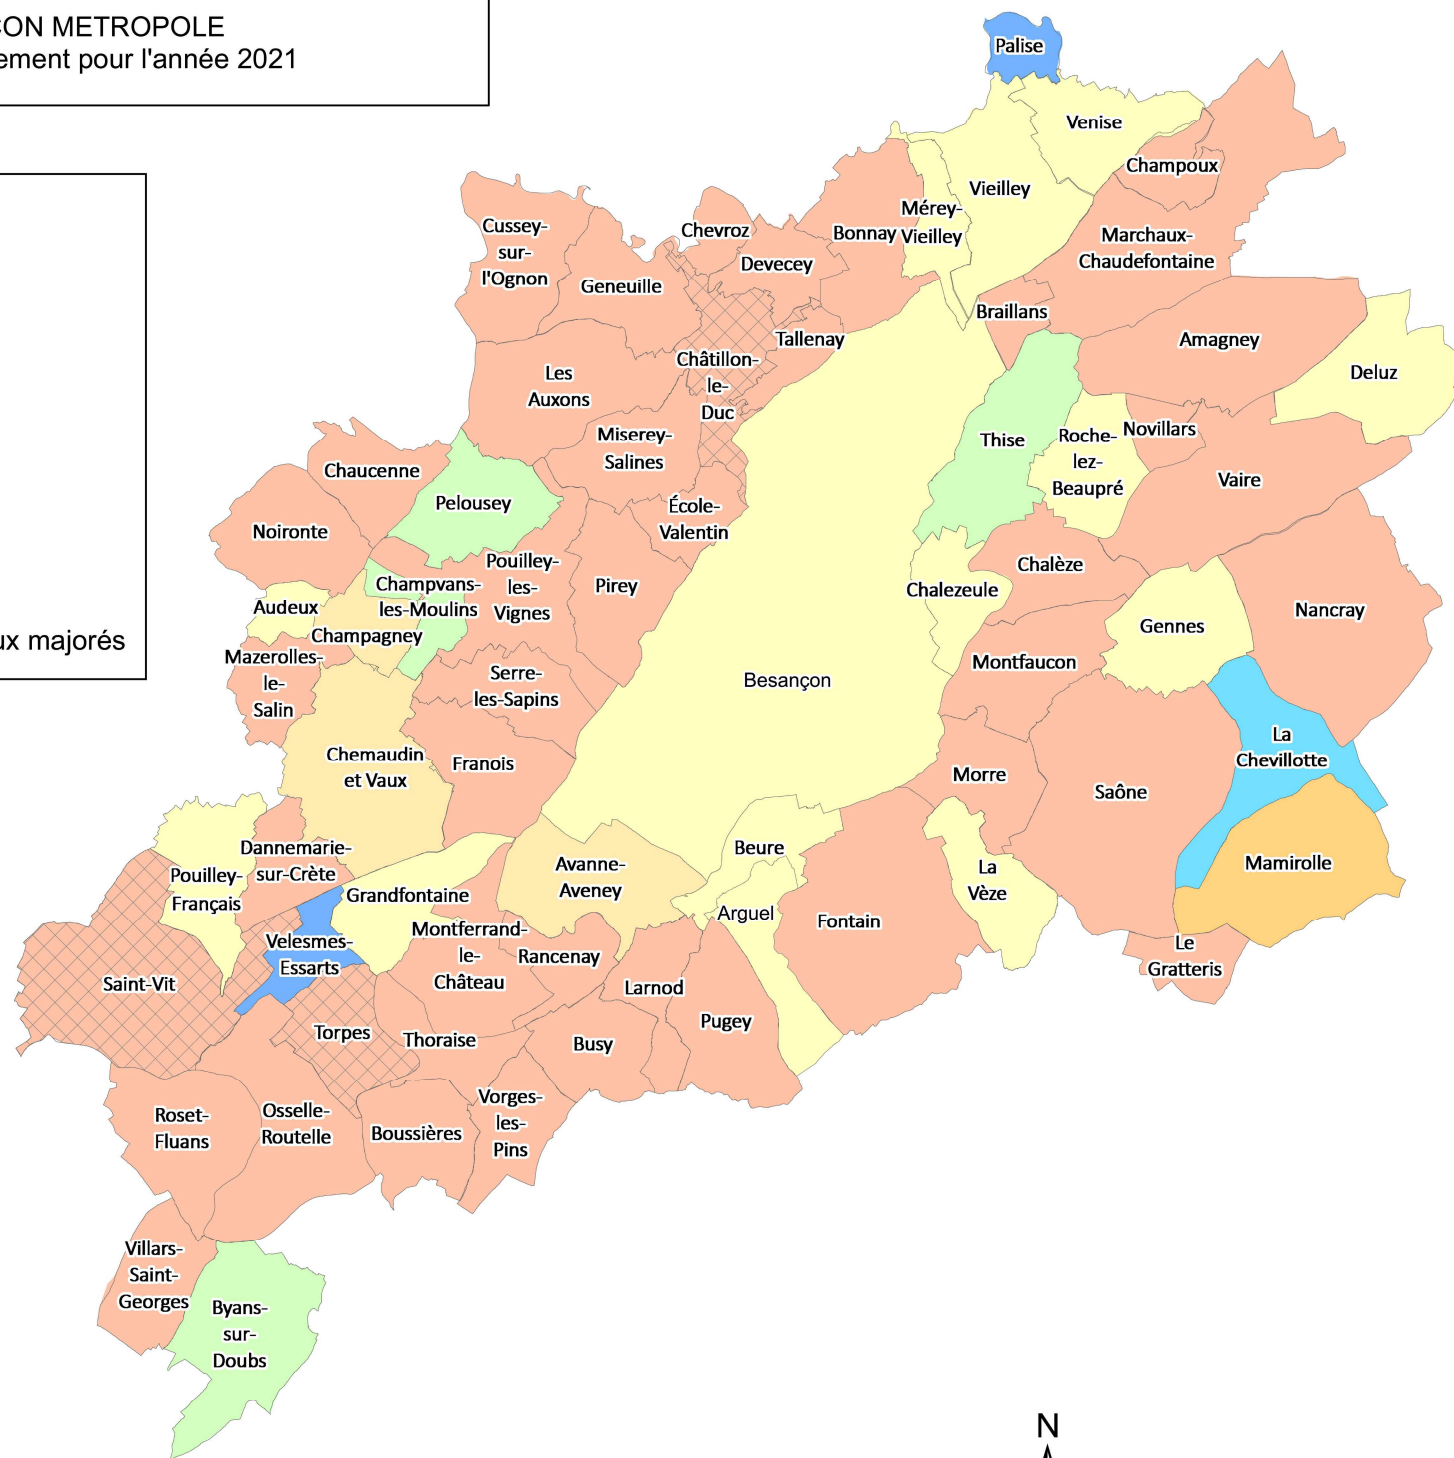 CON METROPOLE
ement pour l'année 2021
ux majorés
Palise
Venise
Champoux
Vieilley
Mérey-
Vieilley
Bonnay
Marchaux-
Chaudefontaine
Cussey-
sur-
l'Ognon
Chevroz
Devecey
Geneuille
Braillans
Tallenay
Amagney
Châtillon-
le-
Duc
Deluz
Les
Auxons
Miserey-
Salines
Thise
Roche-
lez-
Beaupré
Novillars
Vaire
Chaucenne
Pelousey
École-
Valentin
Noironte
Pouilley-
les-
Vignes
Pirey
Champvans-
les-Moulins
Chalèze
Chalezeule
Audeux
Champagney
Gennes
Nancray
Mazerolles-
le-
Salin
Serre-
les-Sapins
Besançon
Montfaucon
La
Chevillotte
Chemaudin
et Vaux
Franois
Morre
Saône
Dannemarie-
sur-Crète
Beure
Avanne-
Aveney
La
Vèze
Mamirolle
Pouilley-
Français
Grandfontaine
Arguel
Fontain
Montferrand-
le-
Château
Rancenay
Velesmes-
Essarts
Le
Gratteris
Saint-Vit
Larnod
Pugey
Torpes
Thoraise
Busy
Roset-
Fluans
Osselle-
Routelle
Boussières
Vorges-
les-
Pins
Villars-
Saint-
Georges
Byans-
sur-
Doubs
N